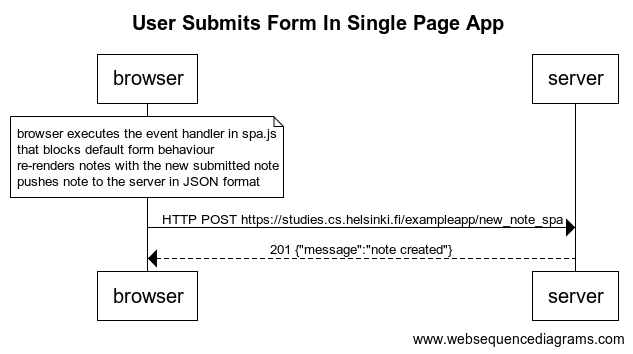 User Submits Form In Single Page App
browser
server
browser executes the event handler in spa.js
that blocks default form behaviour
re-renders notes with the new submitted note
pushes note to the server in JSON format
HTTP POST https://studies.cs.helsinki.fi/exampleapp/new_note_spa
201 {"message":"note created"}
browser
server
www.websequencediagrams.com